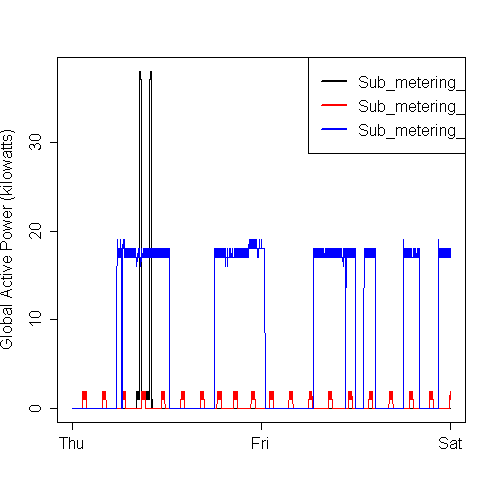 Sub_metering_
Sub_metering_
Sub_metering_
Global Active Power (kilowatts)
30
20
10
0
Thu Fri Sat